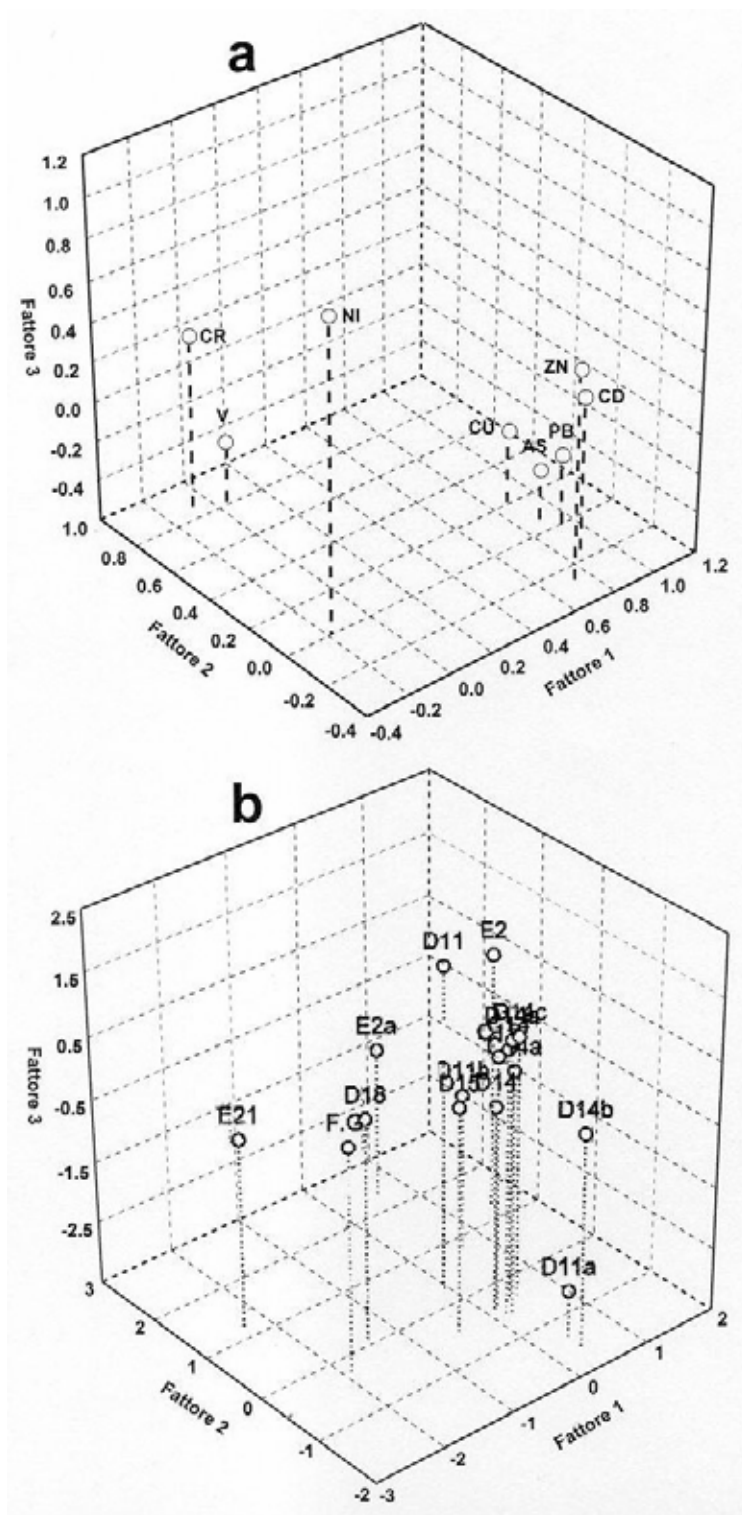 a
1.2
1.0
0.8
0.6
0.4
0.2
0.0
-0.2
-0.4
Fattore 3
CR
V
NI
ZN
CD
CU
PB
AS
1.0
0.8
0.6
0.4
0.2
0.0
-0.2
-0.4
Fattore 2
-0.4
-0.2
0.0
0.2
0.4
0.6
0.8
1.0
1.2
Fattore 1
b
2.5
1.5
0.5
-0.5
-1.5
-2.5
Fattore 3
D11
E2
E2a
D11b
D15
D14
D18
F
G
E21
D14b
D11a
3
2
1
0
-1
-2
Fattore 2
-3
-2
-1
0
1
2
Fattore 1